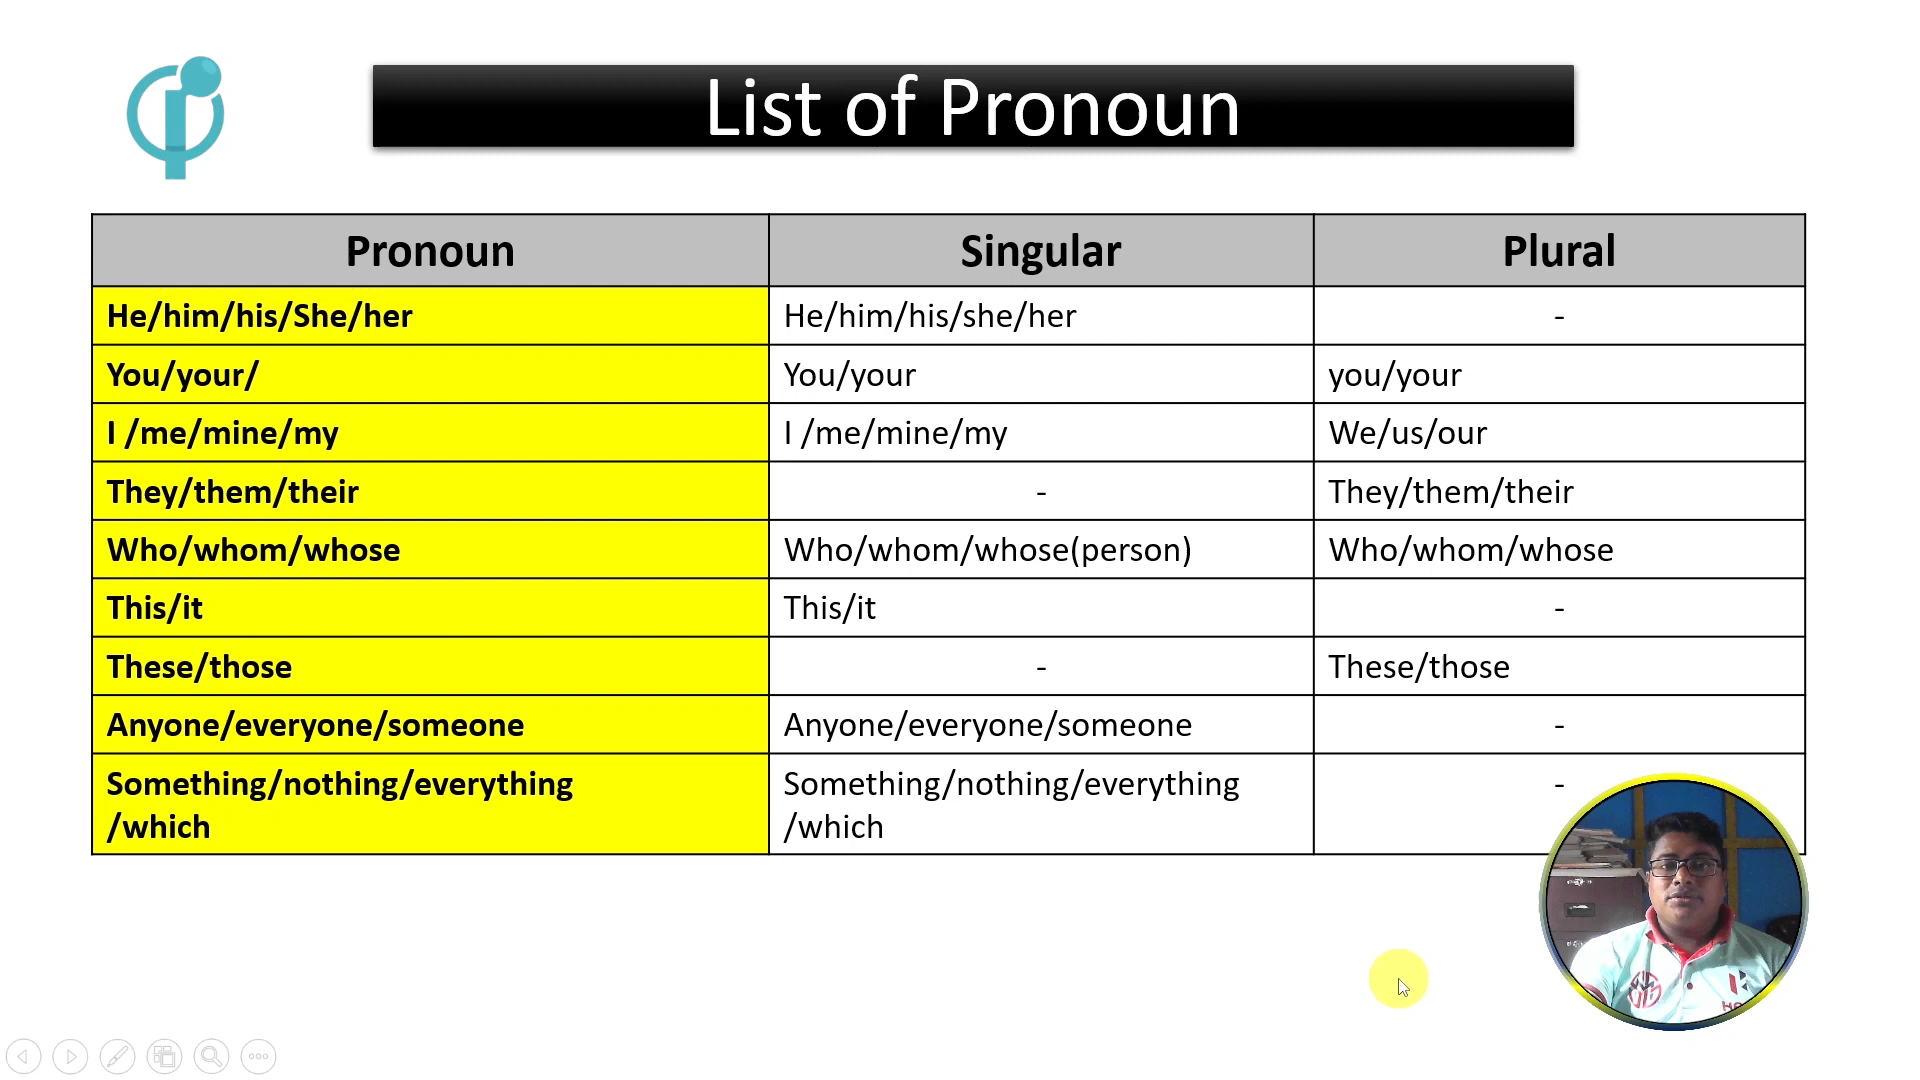 List of Pronoun
Pronoun Singular Plural
He/him/his/She/her He/him/his/she/her -
You/your/ You/your you/your
I /me/mine/my I /me/mine/my We/us/our
They/them/their - They/them/their
Who/whom/whose Who/whom/whose(person) Who/whom/whose
This/it This/it -
These/those - These/those
Anyone/everyone/someone Anyone/everyone/someone -
Something/nothing/everything Something/nothing/everything -
/which /which